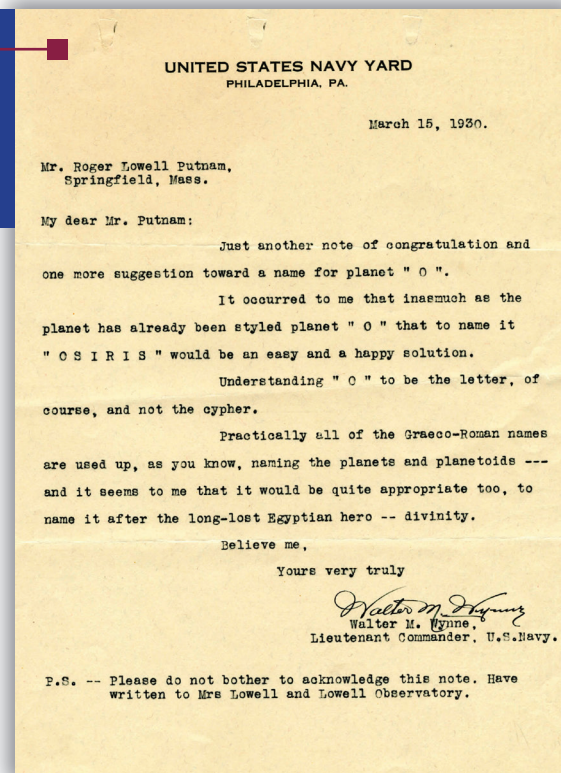 UNITED STATES NAVY YARD
PHILADELPHIA, PA.
March 15, 1930.
Mr. Roger Lowell Putnam,
Springfield, Mass.
My dear Mr. Putnam:
Just another note of congratulation and
one more suggestion toward a name for planet " O ".
It occurred to me that inasmuch as the
planet has already been styled planet " O " that to name it
" O S I R I S " would be an easy and a happy solution.
Understanding " O " to be the letter, of
course, and not the cypher.
Practically all of the Graeco-Roman names
are used up, as you know, naming the planets and planetoids ---
and it seems to me that it would be quite appropriate too, to
name it after the long-lost Egyptian hero -- divinity.
Believe me,
Yours very truly
Walter M. Wynne
Walter M. Wynne,
Lieutenant Commander, U.S.Navy.
P.S. -- Please do not bother to acknowledge this note. Have
written to Mrs Lowell and Lowell Observatory.